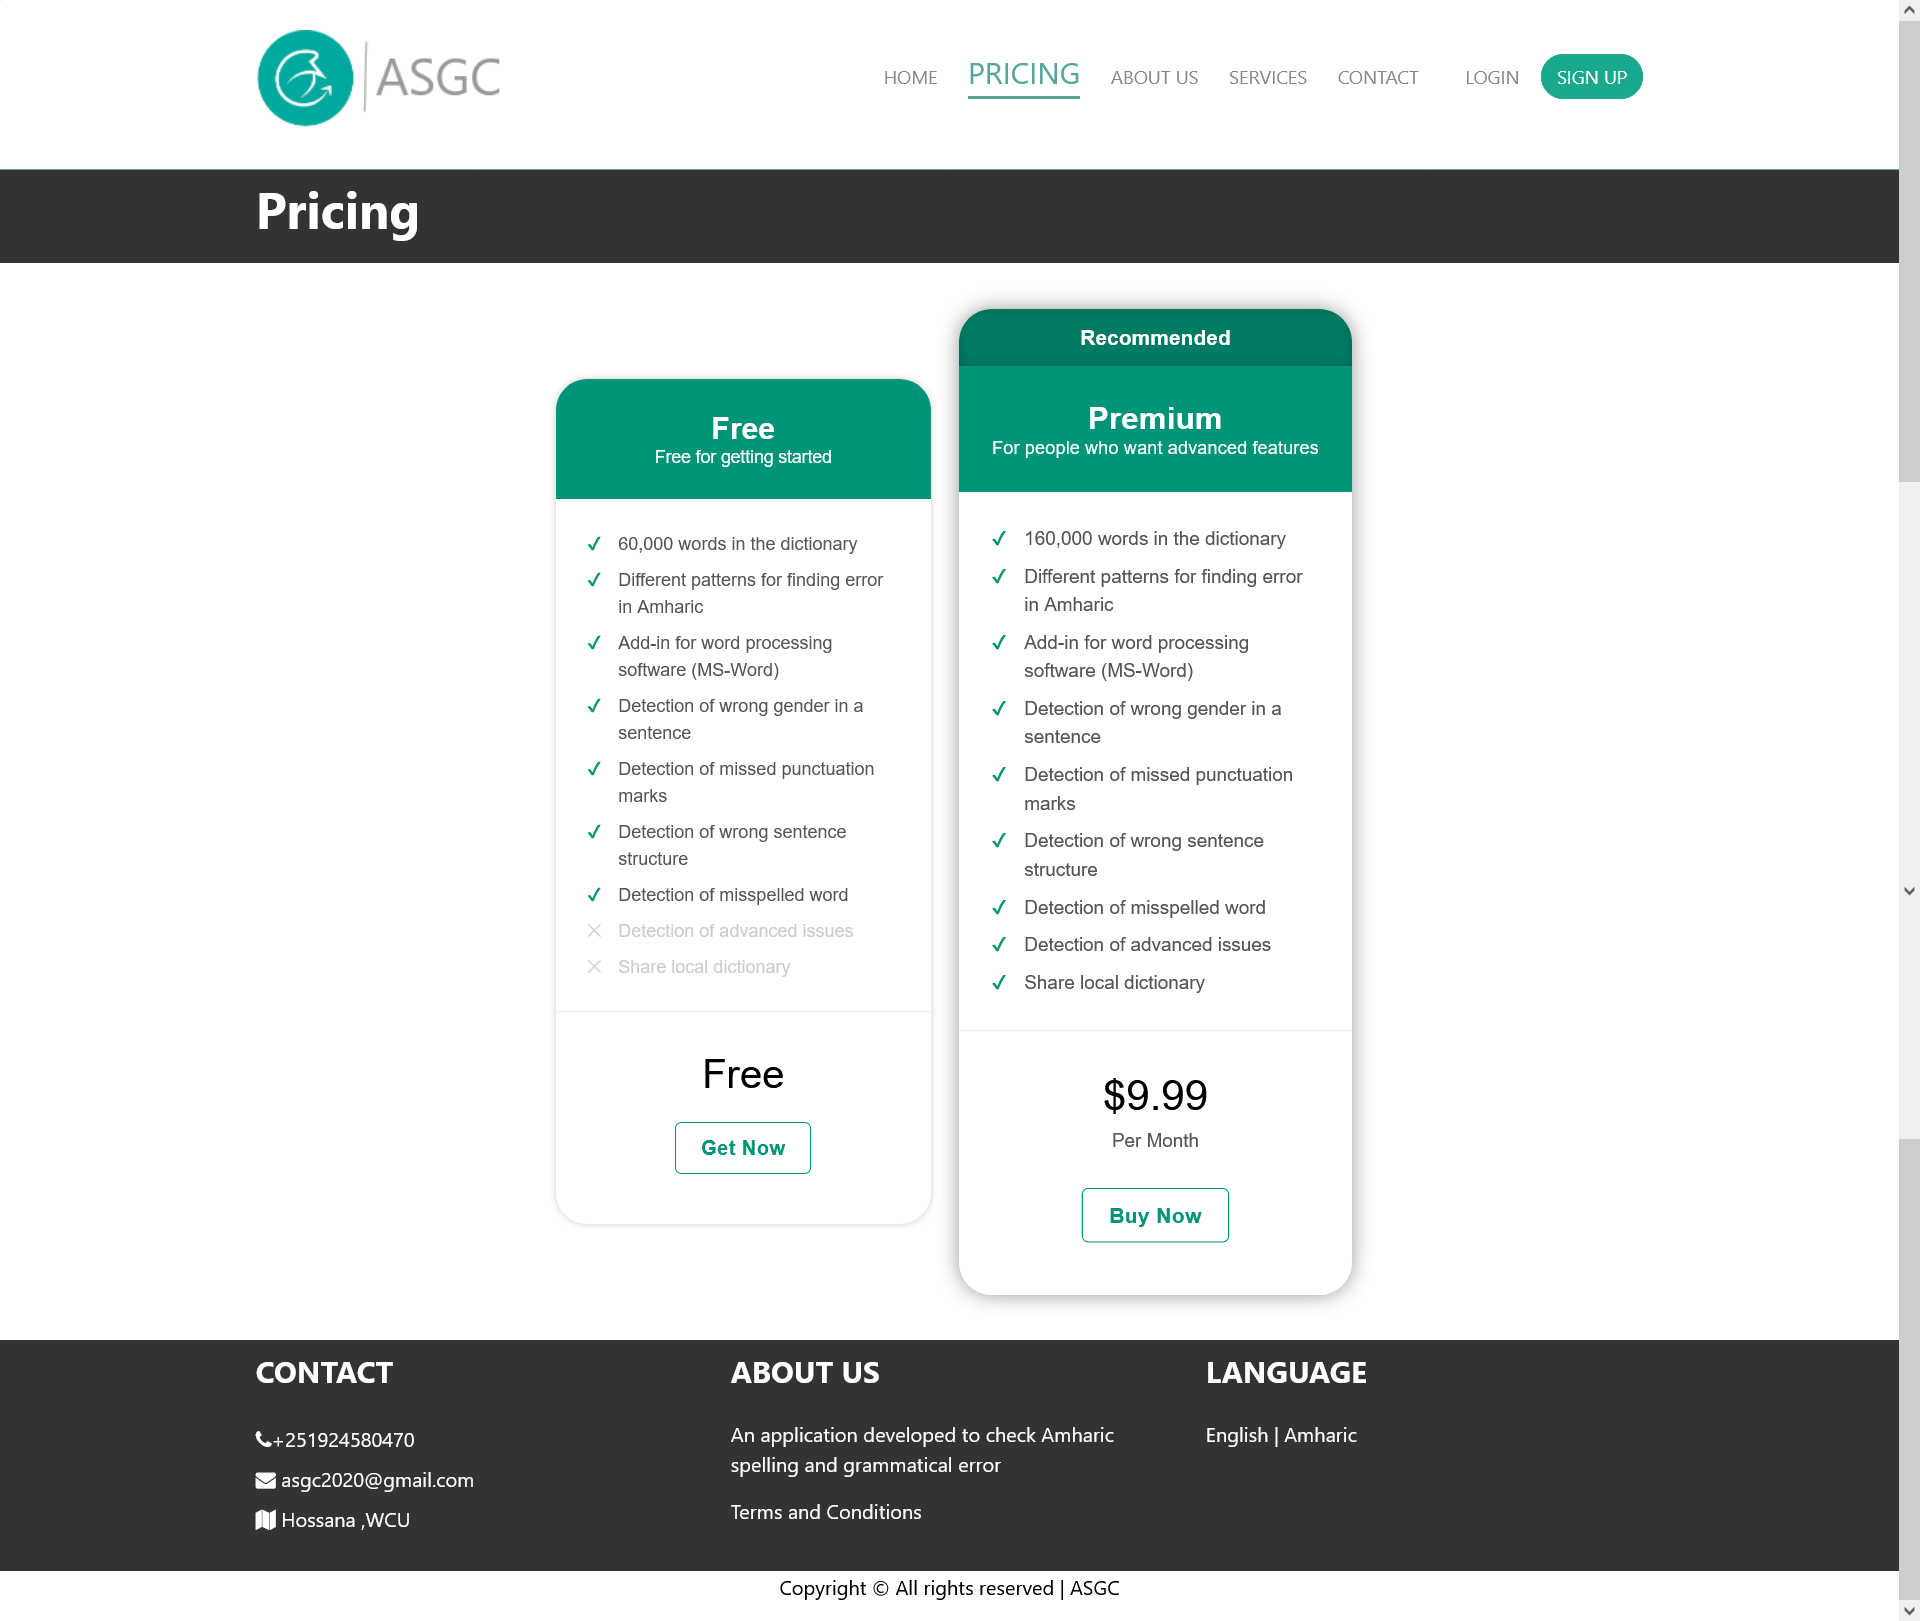 ASGC
HOME PRICING ABOUT US SERVICES CONTACT LOGIN SIGN UP
Pricing
Free
Free for getting started
60,000 words in the dictionary
Different patterns for finding error
in Amharic
Add-in for word processing
software (MS-Word)
Detection of wrong gender in a
sentence
Detection of missed punctuation
marks
Detection of wrong sentence
structure
Detection of misspelled word
Detection of advanced issues
Share local dictionary
Free
Get Now
Recommended
Premium
For people who want advanced features
160,000 words in the dictionary
Different patterns for finding error
in Amharic
Add-in for word processing
software (MS-Word)
Detection of wrong gender in a
sentence
Detection of missed punctuation
marks
Detection of wrong sentence
structure
Detection of misspelled word
Detection of advanced issues
Share local dictionary
$9.99
Per Month
Buy Now
CONTACT
+251924580470
asgc2020@gmail.com
Hossana ,WCU
ABOUT US
An application developed to check Amharic
spelling and grammatical error
Terms and Conditions
LANGUAGE
English | Amharic
Copyright © All rights reserved | ASGC